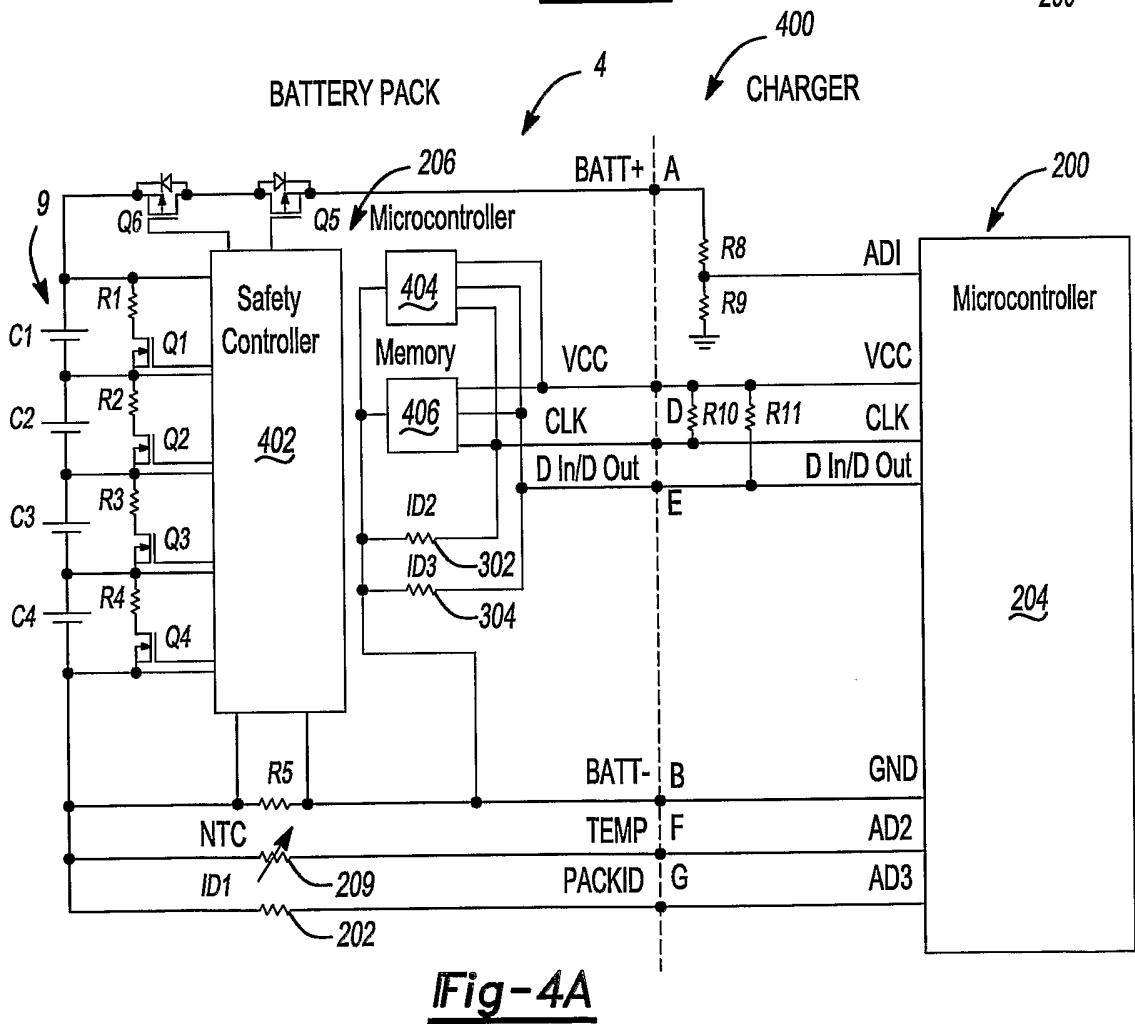 400
4
BATTERY PACK
CHARGER
206
BATT+ A
200
9
Q6
Q5
Microcontroller
R8
ADI
R1
Safety
Controller
404
R9
Microcontroller
C1
Q1
Memory
VCC
VCC
R2
406
D R10 R11
C2
Q2
402
CLK
CLK
D In/D Out
D In/D Out
R3
ID2
E
C3
Q3
302
R4
ID3
C4
304
204
Q4
R5
BATT- B
GND
NTC
TEMP F
AD2
ID1
209
PACKID G
AD3
202
Fig-4A